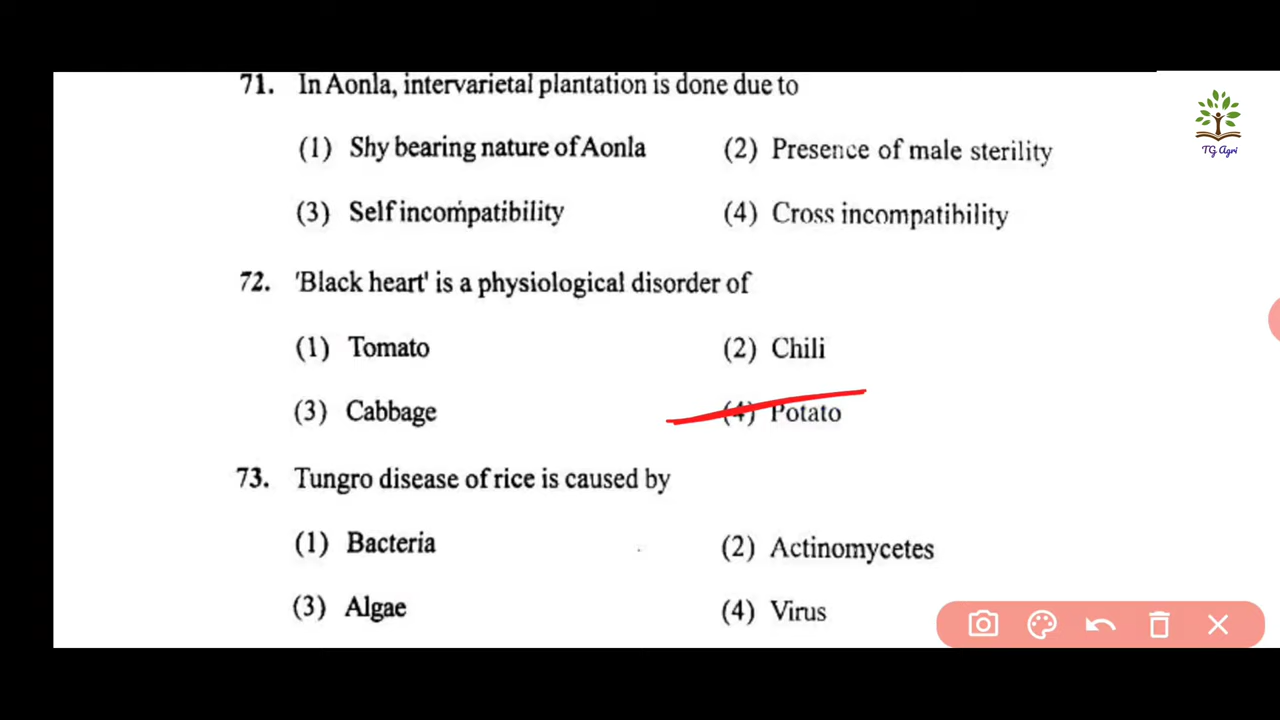 71. In Aonla, intervarietal plantation is done due to
(1) Shy bearing nature of Aonla (2) Presence of male sterility
(3) Self incompatibility (4) Cross incompatibility
72. 'Black heart' is a physiological disorder of
(1) Tomato (2) Chili
(3) Cabbage (4) Potato
73. Tungro disease of rice is caused by
(1) Bacteria (2) Actinomycetes
(3) Algae (4) Virus
TG Agri